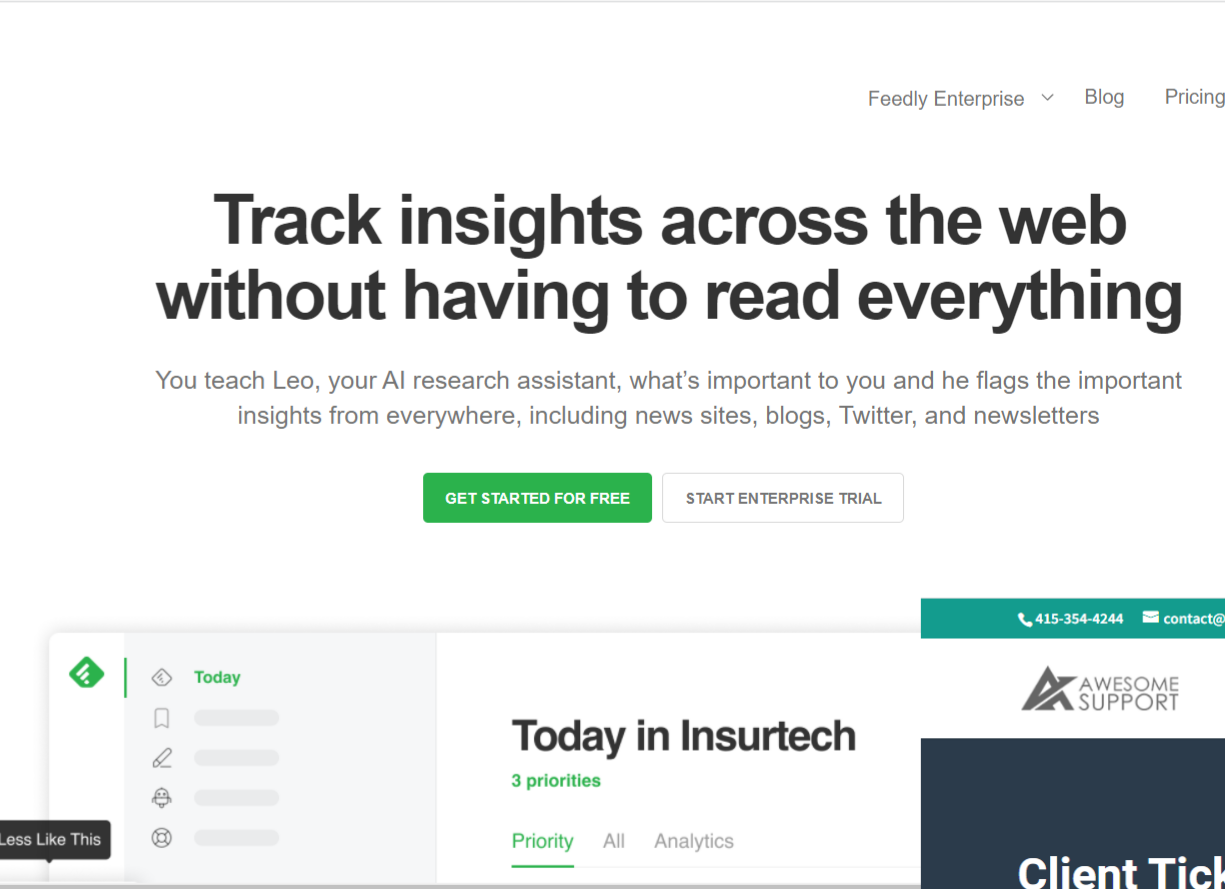 Feedly Enterprise
Blog
Pricing
Track insights across the web
without having to read everything
You teach Leo, your AI research assistant, what’s important to you and he flags the important
insights from everywhere, including news sites, blogs, Twitter, and newsletters
GET STARTED FOR FREE
START ENTERPRISE TRIAL
415-354-4244
contact@
Today
AWESOME
SUPPORT
Today in Insurtech
3 priorities
Less Like This
Priority
All
Analytics
Client